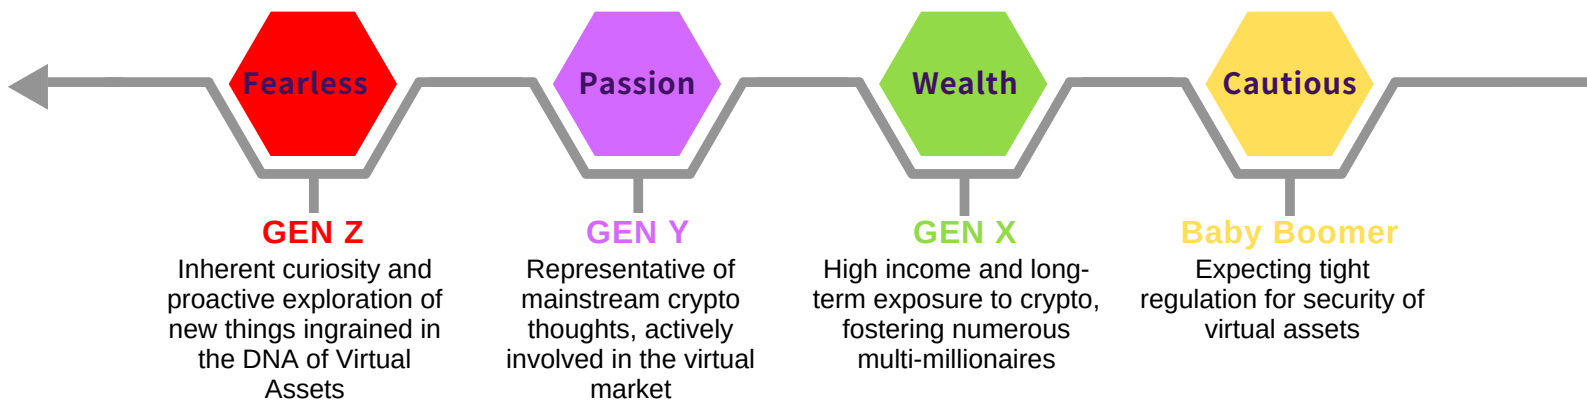 Fearless
Passion
Wealth
Cautious
GEN Z
Inherent curiosity and
proactive exploration of
new things ingrained in
the DNA of Virtual
Assets
GEN Y
Representative of
mainstream crypto
thoughts, actively
involved in the virtual
market
GEN X
High income and long-
term exposure to crypto,
fostering numerous
multi-millionaires
Baby Boomer
Expecting tight
regulation for security of
virtual assets